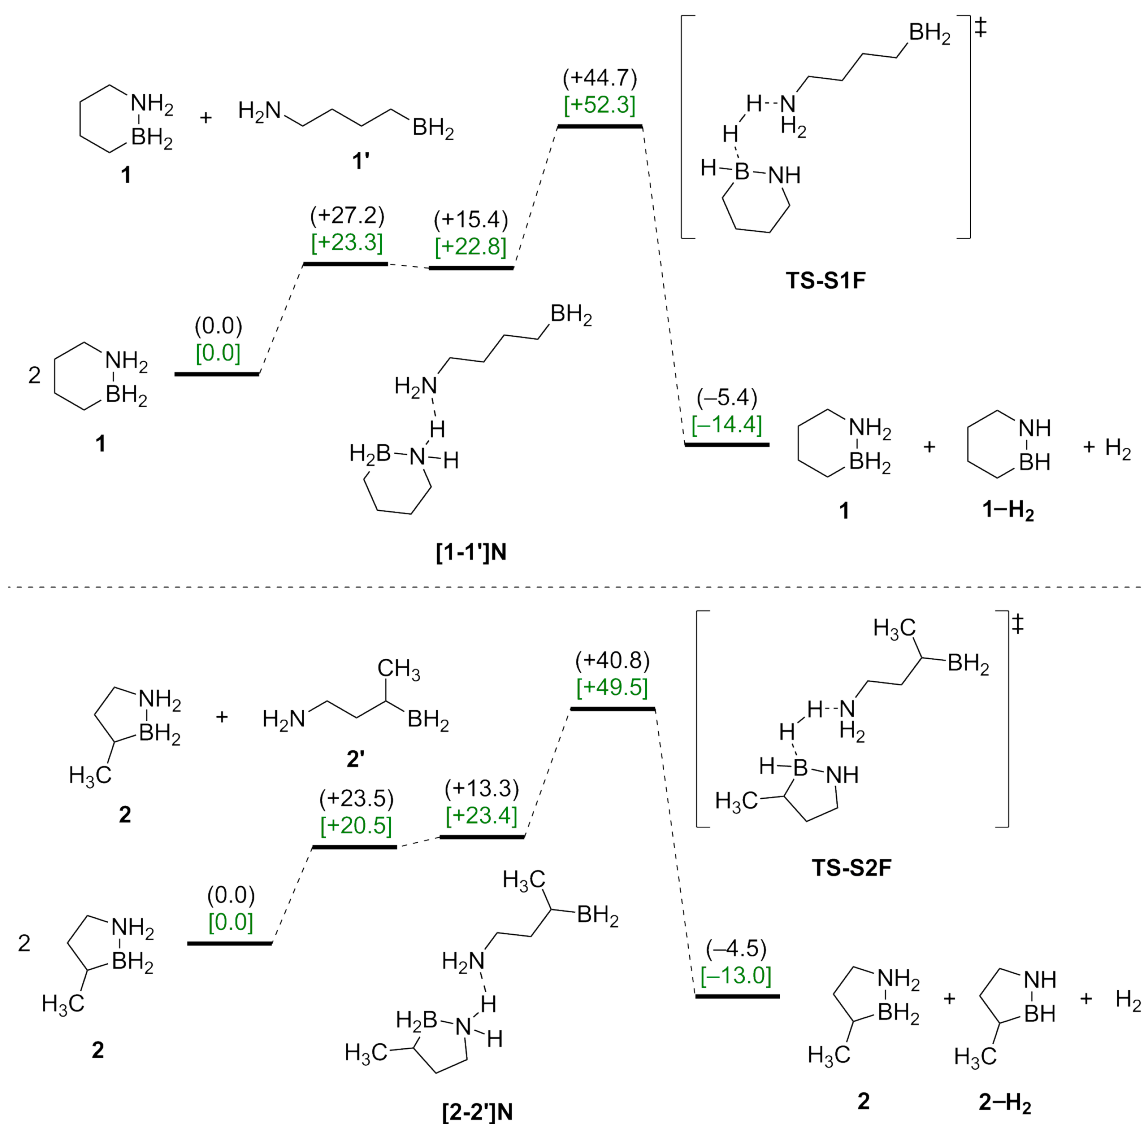 BH2
‡
(+44.7)
[+52.3]
H
N
H2
H
NH2
BH2
1
+
H2N
BH2
1'
H
B
NH
(+27.2)
[+23.3]
(+15.4)
[+22.8]
TS-S1F
(0.0)
[0.0]
BH2
2
NH2
BH2
1
H2N
H
H2B
N
H
[1-1']N
(–5.4)
[–14.4]
NH2
BH2
1
+
NH
BH
1–H2
+ H2
H3C
‡
BH2
(+40.8)
[+49.5]
H
N
H2
H
NH2
BH2
H3C
2
+
H2N
CH3
BH2
2'
H
B
NH
H3C
(+23.5)
[+20.5]
(+13.3)
[+23.4]
TS-S2F
(0.0)
[0.0]
H3C
BH2
2
NH2
BH2
H3C
2
H2N
H
H2B
N
H
H3C
[2-2']N
(–4.5)
[–13.0]
NH2
BH2
H3C
2
+
NH
BH
H3C
2–H2
+ H2